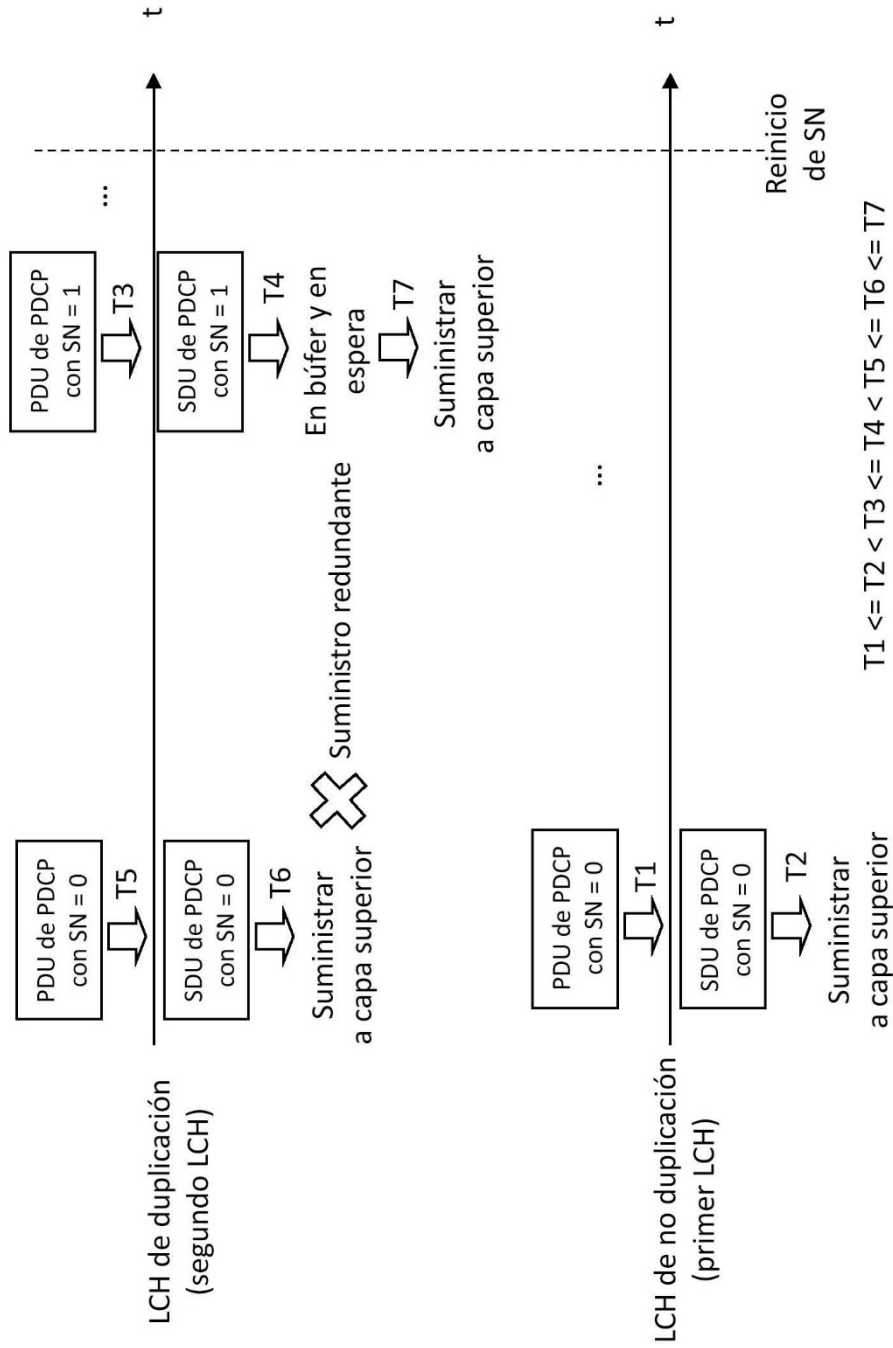 PDU de PDCP
con SN = 0
T5
SDU de PDCP
con SN = 0
T6
Suministrar
a capa superior
Suministro redundante
PDU de PDCP
con SN = 1
T3
SDU de PDCP
con SN = 1
T4
En búfer y en
espera
T7
Suministrar
a capa superior
...
t
LCH de duplicación
(segundo LCH)
PDU de PDCP
con SN = 0
T1
SDU de PDCP
con SN = 0
T2
Suministrar
a capa superior
...
t
LCH de no duplicación
(primer LCH)
Reinicio
de SN
T1 <= T2 < T3 <= T4 < T5 <= T6 <= T7